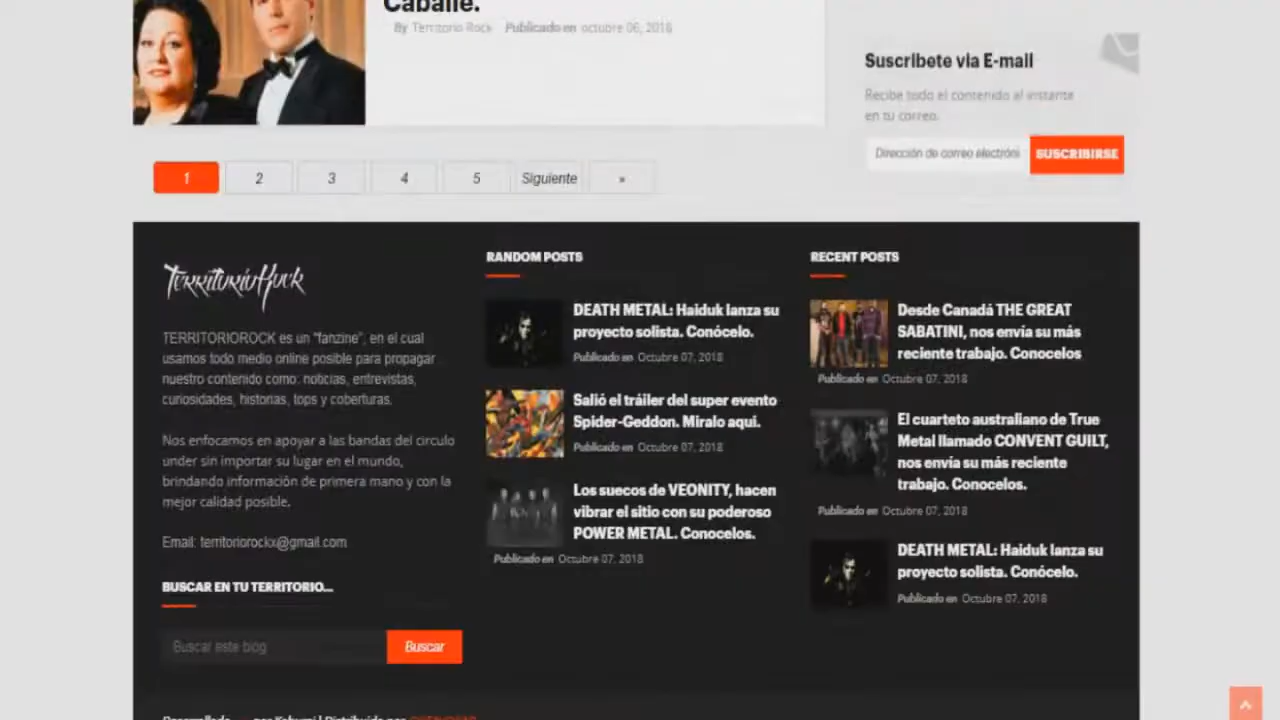 Caballé.
By Territorio Rock Publicado en octubre 06, 2018
Suscribete via E-mail
Recibe todo el contenido al instante
en tu correo.
Dirección de correo electróni
SUSCRIBIRSE
1 2 3 4 5 Siguiente »
TerritorioRock
TERRITORIOROCK es un "fanzine", en el cual
usamos todo medio online posible para propagar
nuestro contenido como: noticias, entrevistas,
curiosidades, historias, tops y coberturas.
Nos enfocamos en apoyar a las bandas del circulo
under sin importar su lugar en el mundo,
brindando información de primera mano y con la
mejor calidad posible.
Email: territoriorockx@gmail.com
BUSCAR EN TU TERRITORIO...
Buscar este blog
Buscar
RANDOM POSTS
DEATH METAL: Haiduk lanza su
proyecto solista. Conócelo.
Publicado en Octubre 07, 2018
Salió el tráiler del super evento
Spider-Geddon. Miralo aqui.
Publicado en Octubre 07, 2018
Los suecos de VEONITY, hacen
vibrar el sitio con su poderoso
POWER METAL. Conocelos.
Publicado en Octubre 07, 2018
RECENT POSTS
Desde Canadá THE GREAT
SABATINI, nos envía su más
reciente trabajo. Conocelos
Publicado en Octubre 07, 2018
El cuarteto australiano de True
Metal llamado CONVENT GUILT,
nos envia su más reciente
trabajo. Conocelos.
Publicado en Octubre 07, 2018
DEATH METAL: Haiduk lanza su
proyecto solista. Conócelo.
Publicado en Octubre 07, 2018